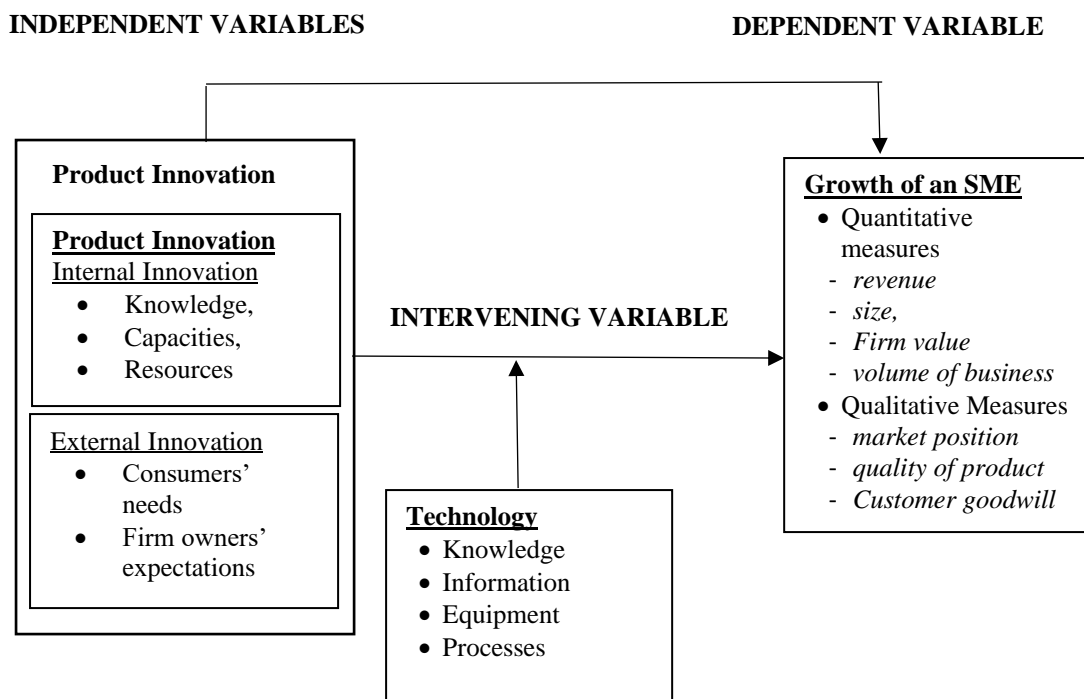 INDEPENDENT VARIABLES
DEPENDENT VARIABLE
Product Innovation
Product Innovation
Internal Innovation
• Knowledge,
• Capacities,
• Resources
External Innovation
• Consumers’
needs
• Firm owners’
expectations
INTERVENING VARIABLE
Technology
• Knowledge
• Information
• Equipment
• Processes
Growth of an SME
• Quantitative
measures
- revenue
- size,
- Firm value
- volume of business
• Qualitative Measures
- market position
- quality of product
- Customer goodwill